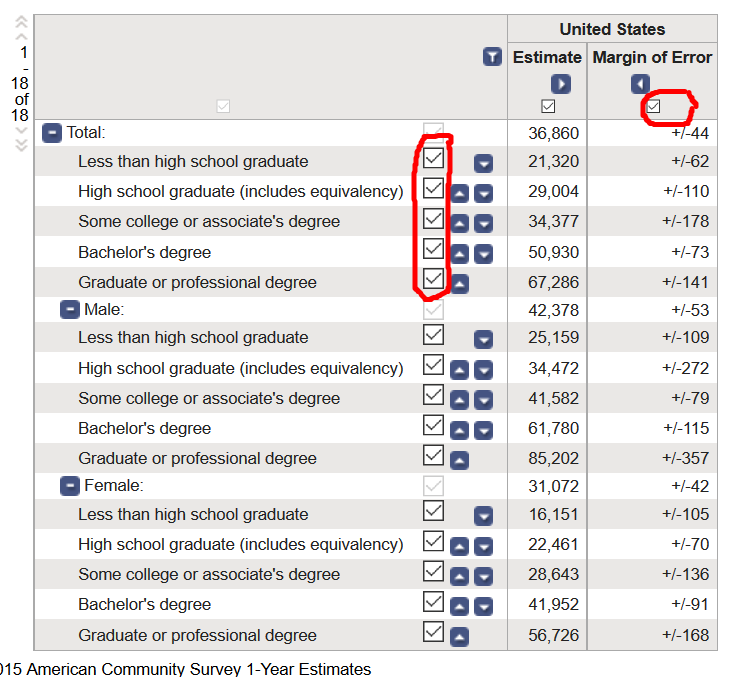 United States
Estimate Margin of Error
1
-
18
of
18
Total: 36,860 +/-44
Less than high school graduate 21,320 +/-62
High school graduate (includes equivalency) 29,004 +/-110
Some college or associate's degree 34,377 +/-178
Bachelor's degree 50,930 +/-73
Graduate or professional degree 67,286 +/-141
Male: 42,378 +/-53
Less than high school graduate 25,159 +/-109
High school graduate (includes equivalency) 34,472 +/-272
Some college or associate's degree 41,582 +/-79
Bachelor's degree 61,780 +/-115
Graduate or professional degree 85,202 +/-357
Female: 31,072 +/-42
Less than high school graduate 16,151 +/-105
High school graduate (includes equivalency) 22,461 +/-70
Some college or associate's degree 28,643 +/-136
Bachelor's degree 41,952 +/-91
Graduate or professional degree 56,726 +/-168
015 American Community Survey 1-Year Estimates